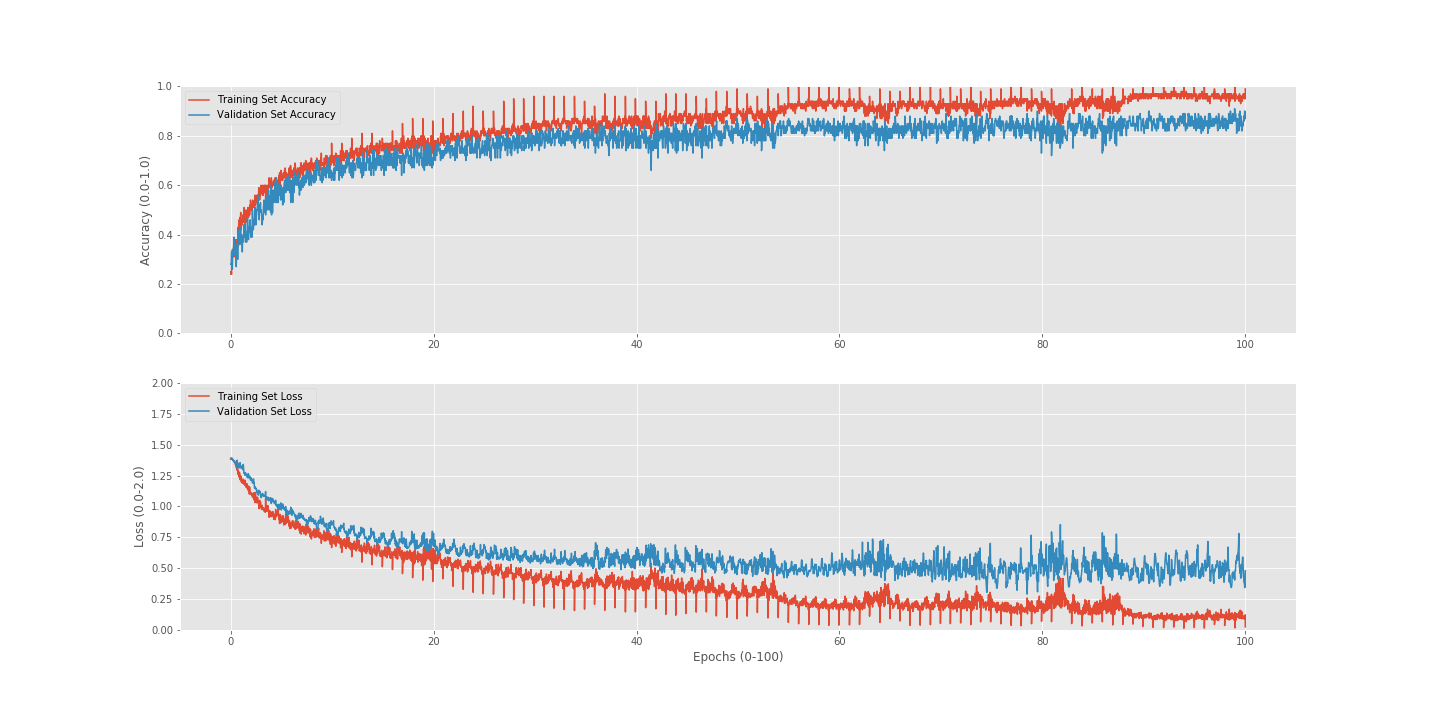 1.0
Training Set Accuracy
Validation Set Accuracy
0.8
0.6
0.4
0.2
0.0
Accuracy (0.0-1.0)
0 20 40 60 80 100
2.00
Training Set Loss
Validation Set Loss
1.75
1.50
1.25
1.00
0.75
0.50
0.25
0.00
Loss (0.0-2.0)
0 20 40 60 80 100
Epochs (0-100)